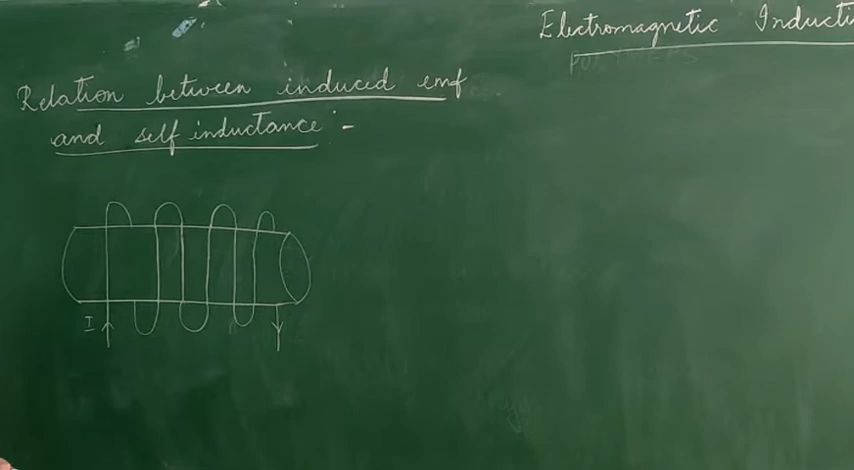 Electromagnetic Inducti
Relation between induced emf
and self inductance :-
I